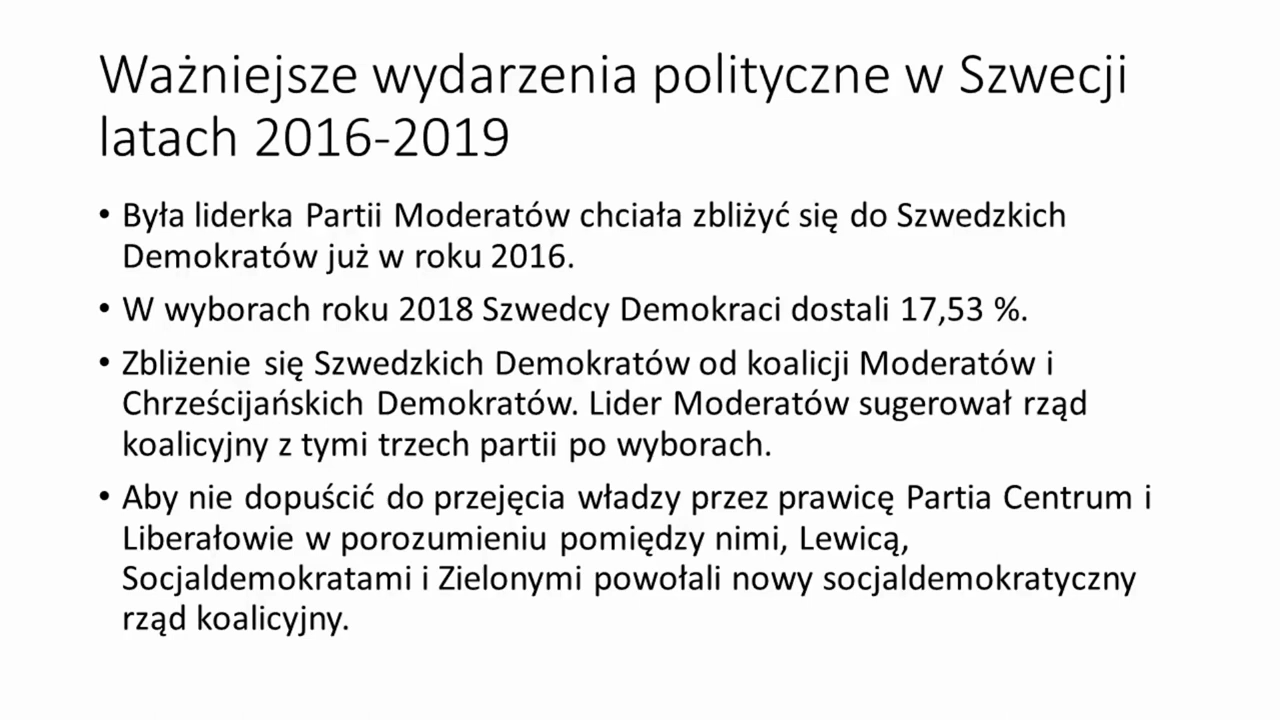 Ważniejsze wydarzenia polityczne w Szwecji
latach 2016-2019
• Była liderka Partii Moderatów chciała zbliżyć się do Szwedzkich
Demokratów już w roku 2016.
• W wyborach roku 2018 Szwedcy Demokraci dostali 17,53 %.
• Zbliżenie się Szwedzkich Demokratów od koalicji Moderatów i
Chrześcijańskich Demokratów. Lider Moderatów sugerował rząd
koalicyjny z tymi trzech partii po wyborach.
• Aby nie dopuścić do przejęcia władzy przez prawicę Partia Centrum i
Liberałowie w porozumieniu pomiędzy nimi, Lewicą,
Socjaldemokratami i Zielonymi powołali nowy socjaldemokratyczny
rząd koalicyjny.